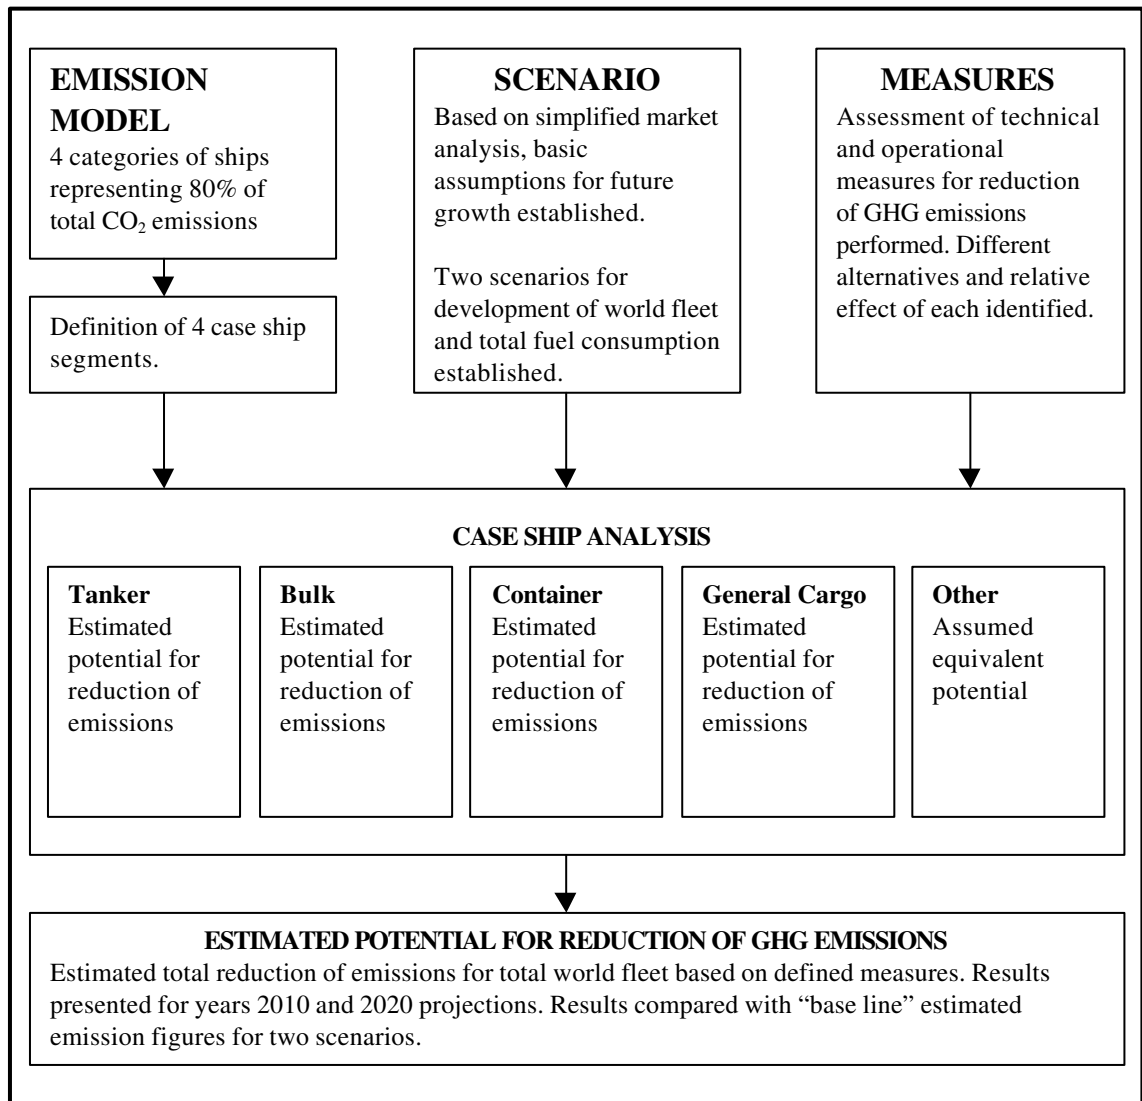 EMISSION
MODEL
4 categories of ships
representing 80% of
total CO₂ emissions
Definition of 4 case ship
segments.
SCENARIO
Based on simplified market
analysis, basic
assumptions for future
growth established.
Two scenarios for
development of world fleet
and total fuel consumption
established.
MEASURES
Assessment of technical
and operational
measures for reduction
of GHG emissions
performed. Different
alternatives and relative
effect of each identified.
CASE SHIP ANALYSIS
Tanker
Estimated
potential for
reduction of
emissions
Bulk
Estimated
potential for
reduction of
emissions
Container
Estimated
potential for
reduction of
emissions
General Cargo
Estimated
potential for
reduction of
emissions
Other
Assumed
equivalent
potential
ESTIMATED POTENTIAL FOR REDUCTION OF GHG EMISSIONS
Estimated total reduction of emissions for total world fleet based on defined measures. Results
presented for years 2010 and 2020 projections. Results compared with “base line” estimated
emission figures for two scenarios.